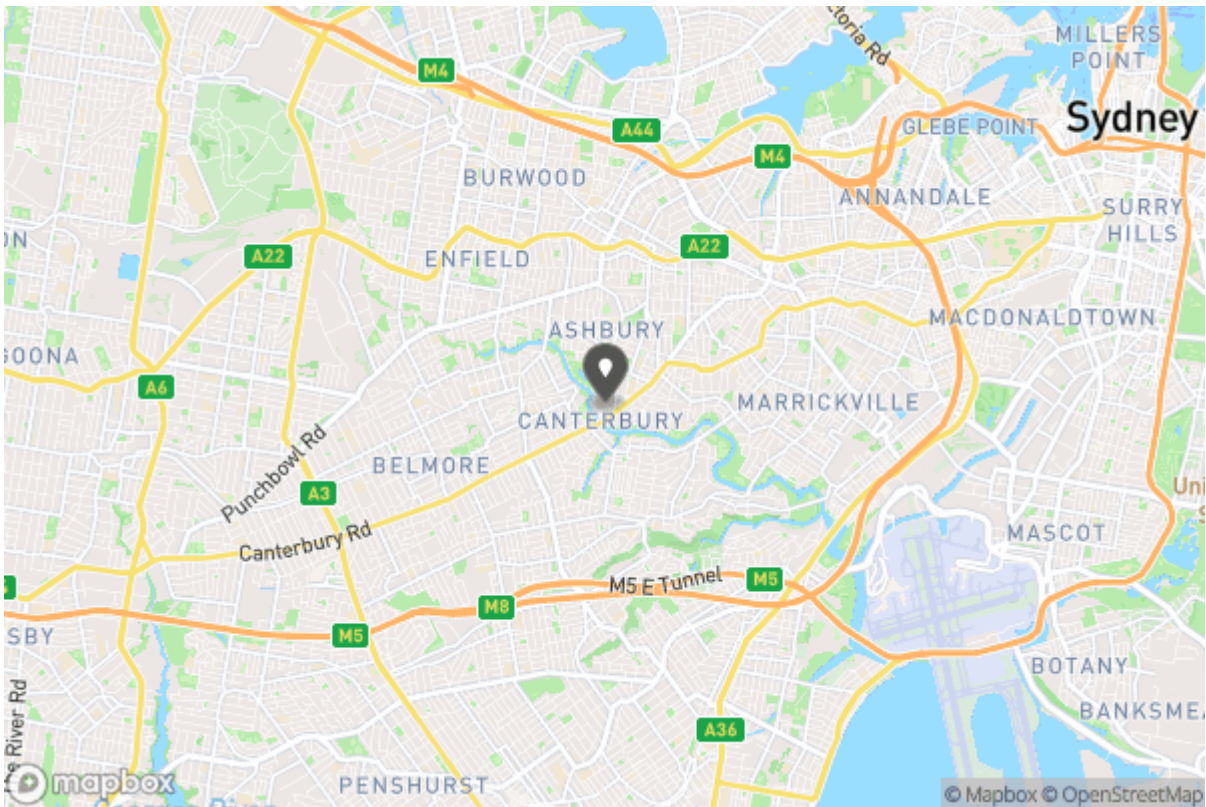 MILLERS
POINT
Victoria Rd
M4
A44
GLEBE POINT
Sydney
M4
BURWOOD
ANNANDALE
SURRY
HILLS
A22
ENFIELD
A22
ASHBURY
MACDONALDTOWN
A6
CANTERBURY
MARRICKVILLE
BELMORE
Punchbowl Rd
A3
Canterbury Rd
MASCOT
M5 E Tunnel
M5
M8
M5
BOTANY
A36
PENSHURST
mapbox
© Mapbox © OpenStreetMap